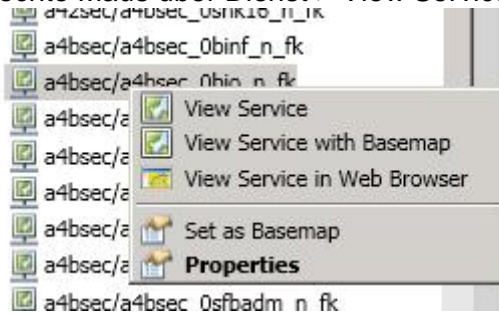 a4bsec/a4bsec_0binf_n_fk
a4bsec/a4bsec_0bio_n_fk
a4bsec/a
View Service
a4bsec/a
View Service with Basemap
a4bsec/a
View Service in Web Browser
a4bsec/a
a4bsec/a
Set as Basemap
a4bsec/a
Properties
a4bsec/a4bsec_0sfbadm_n_fk